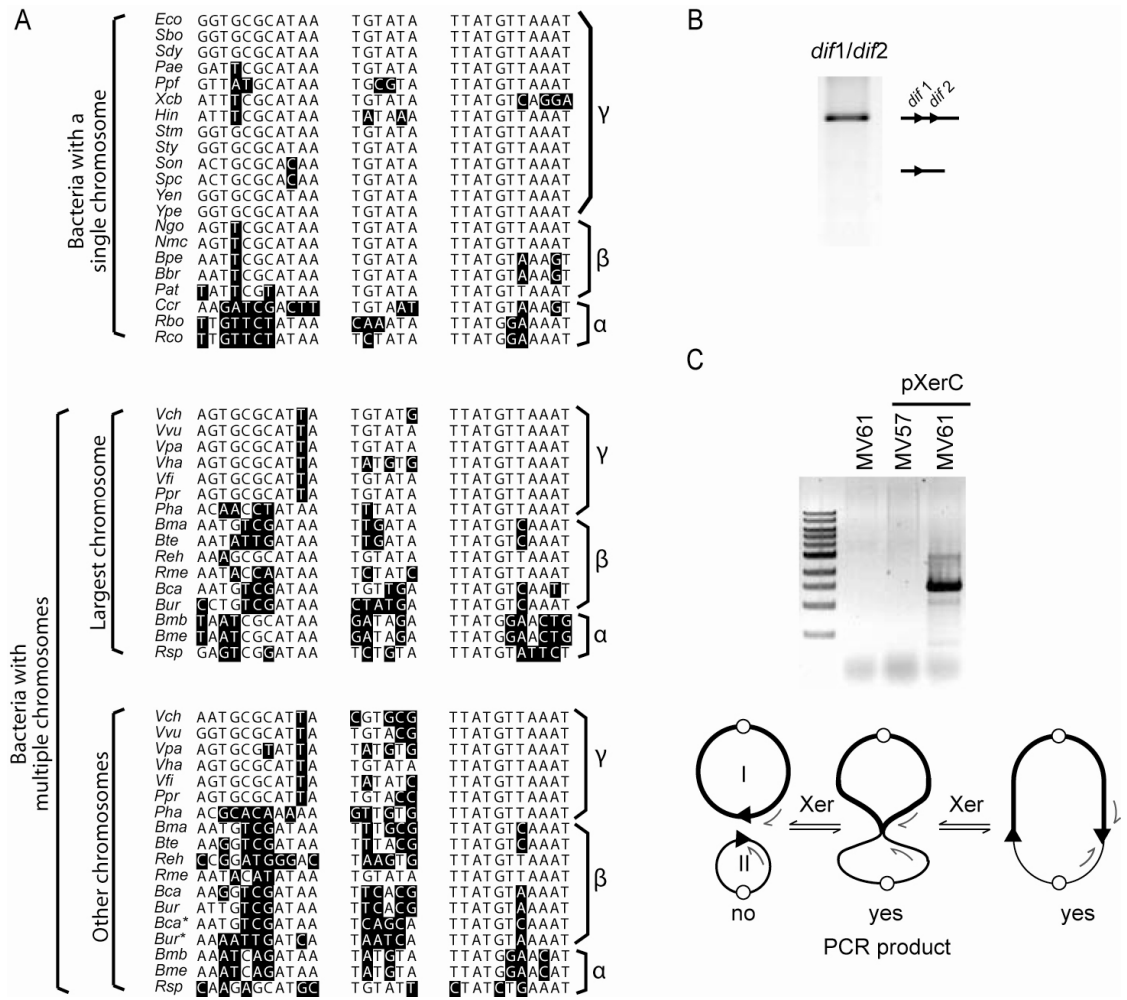 A
Bacteria with a single chromosome
Eco GGTGCGCATAA TGTATA TTATGTTAAAT
Sbo GGTGCGCATAA TGTATA TTATGTTAAAT
Sdy GGTGCGCATAA TGTATA TTATGTTAAAT
Pae GATTCGCATAA TGTATA TTATGTTAAAT
Ppf GTTATGCATAA TGCGTA TTATGTTAAAT
Xcb ATTTCGCATAA TGTATA TTATGTCAGGA
Hin ATTTCGCATAA TATAAA TTATGTTAAAT
Stm GGTGCGCATAA TGTATA TTATGTTAAAT
Sty GGTGCGCATAA TGTATA TTATGTTAAAT
Son ACTGCGCACAA TGTATA TTATGTTAAAT
Spc ACTGCGCACAA TGTATA TTATGTTAAAT
Yen GGTGCGCATAA TGTATA TTATGTTAAAT
Ype GGTGCGCATAA TGTATA TTATGTTAAAT
γ
Ngo AGTTCGCATAA TGTATA TTATGTTAAAT
Nmc AGTTCGCATAA TGTATA TTATGTTAAAT
Bpe AATTCGCATAA TGTATA TTATGTAAAGT
Bbr AATTCGCATAA TGTATA TTATGTAAAGT
Pat TATTCGTATAA TGTATA TTATGTTAAAT
β
Ccr AAGATCGACTT TGTAAT TTATGTAAAGT
Rbo TTGTTCTATAA CAAATA TTATGGAAAAT
Rco TTGTTCTATAA TCTATA TTATGGAAAAT
α
Bacteria with multiple chromosomes
Largest chromosome
Vch AGTGCGCATTA TGTATG TTATGTTAAAT
Vvu AGTGCGCATTA TGTATA TTATGTTAAAT
Vpa AGTGCGCATTA TGTATA TTATGTTAAAT
Vha AGTGCGCATTA TATGTG TTATGTTAAAT
Vfi AGTGCGCATTA TGTATA TTATGTTAAAT
Ppr AGTGCGCATTA TGTATA TTATGTTAAAT
Pha ACAACCTATAA TTTATA TTATGTTAAAT
γ
Bma AATGTCGATAA TTGATA TTATGTCAAAT
Bte AATATTGATAA TTGATA TTATGTCAAAT
Reh AAAGCGCATAA TGTATA TTATGTTAAAT
Rme AATACCAATAA TCTATC TTATGTTAAAT
Bca AATGTCGATAA TGTTGA TTATGTCAATT
Bur CCTGTCGATAA CTATGA TTATGTCAAAT
β
Bmb TAATCGCATAA GATAGA TTATGGAACTG
Bme TAATCGCATAA GATAGA TTATGGAACTG
Rsp GAGTCGGATAA TCTGTA TTATGTATTCT
α
Other chromosomes
Vch AATGCGCATTA CGTGCG TTATGTTAAAT
Vvu GGTGCGCATTA TGTACG TTATGTTAAAT
Vpa AGTGCGTATTA TATGTG TTATGTTAAAT
Vha AGTGCGCATTA TGTATA TTATGTTAAAT
Vfi AGTGCGCATTA TATATC TTATGTTAAAT
Ppr AGTGCGCATTA TGTACC TTATGTTAAAT
Pha ACGCACAAAAA GTTGTG TTATGTTAAAT
γ
Bma AATGTCGATAA TTTGCG TTATGTCAAAT
Bte AAGGTCGATAA TTTACG TTATGTCAAAT
Reh CCGGATGGGAC TAAGTG TTATGTTAAAT
Rme AATACATATAA TGTATA TTATGTTAAAT
Bca AAGGTCGATAA TTCACG TTATGTAAAAT
Bur ATTGTCGATAA TTCACG TTATGTAAAAT
Bca* AATGTCGATAA TCAGCA TTATGTCAAAT
Bur* AAAATTGATCA TAATCA TTATGTAAAAT
β
Bmb AAATCAGATAA TATGTA TTATGGAACAT
Bme AAATCAGATAA TATGTA TTATGGAACAT
Rsp CAAGAGCATGC TGTATT CTATCTGAAAT
α
B
dif1/dif2
dif 1
dif 2
C
pXerC
MV61
MV57
MV61
I
II
Xer
Xer
no
yes
yes
PCR product